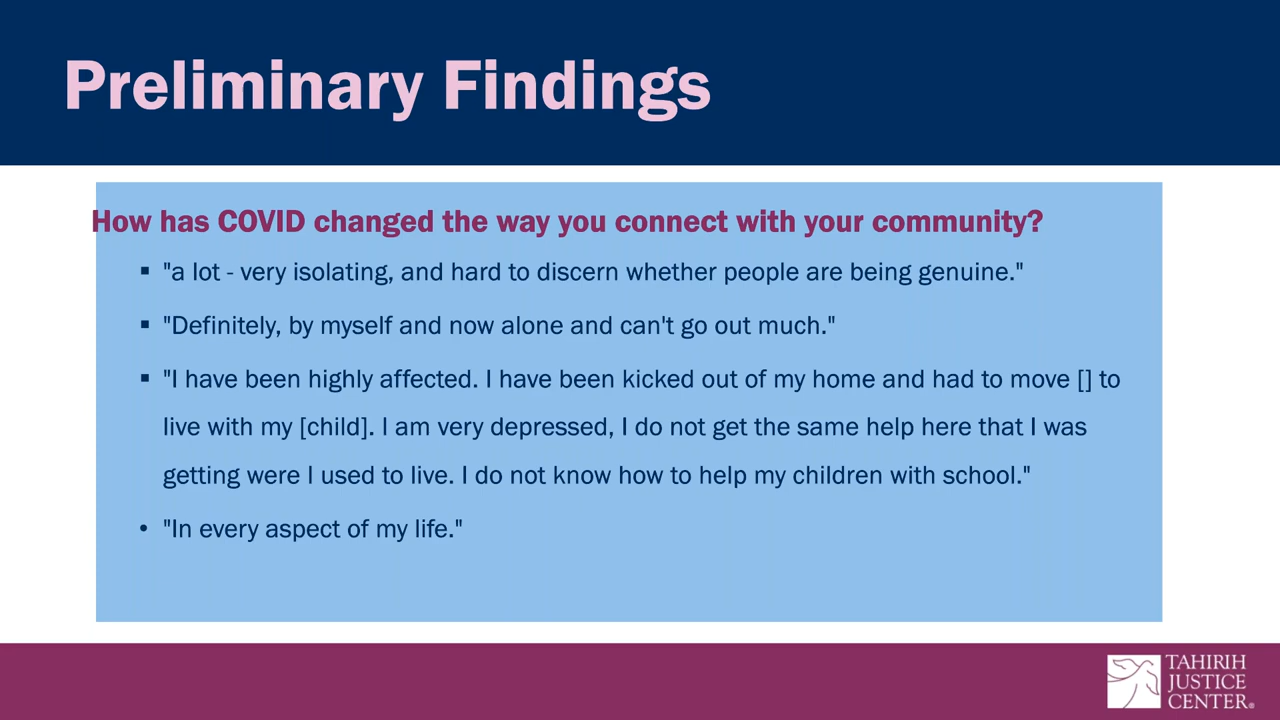 Preliminary Findings
How has COVID changed the way you connect with your community?
▪ "a lot - very isolating, and hard to discern whether people are being genuine."
▪ "Definitely, by myself and now alone and can't go out much."
▪ "I have been highly affected. I have been kicked out of my home and had to move [] to
live with my [child]. I am very depressed, I do not get the same help here that I was
getting were I used to live. I do not know how to help my children with school."
• "In every aspect of my life."
TAHIRIH
JUSTICE
CENTER®